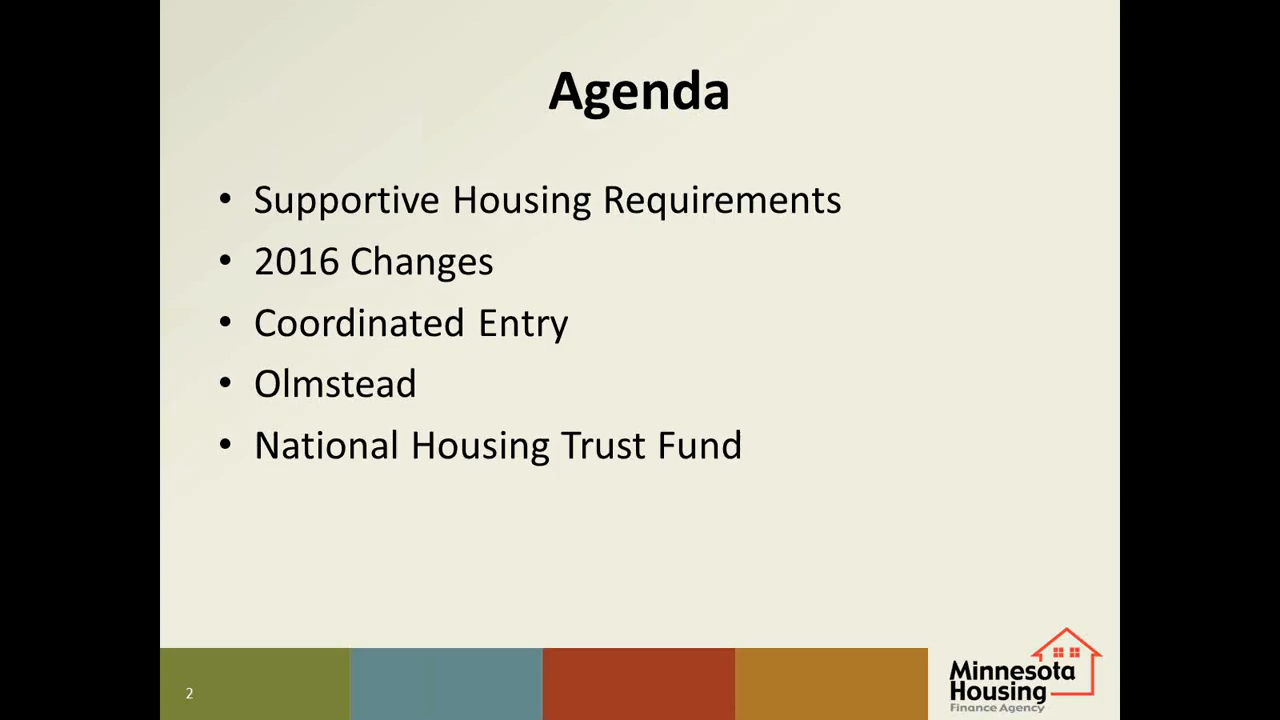 Agenda
• Supportive Housing Requirements
• 2016 Changes
• Coordinated Entry
• Olmstead
• National Housing Trust Fund
2
Minnesota
Housing
Finance Agency